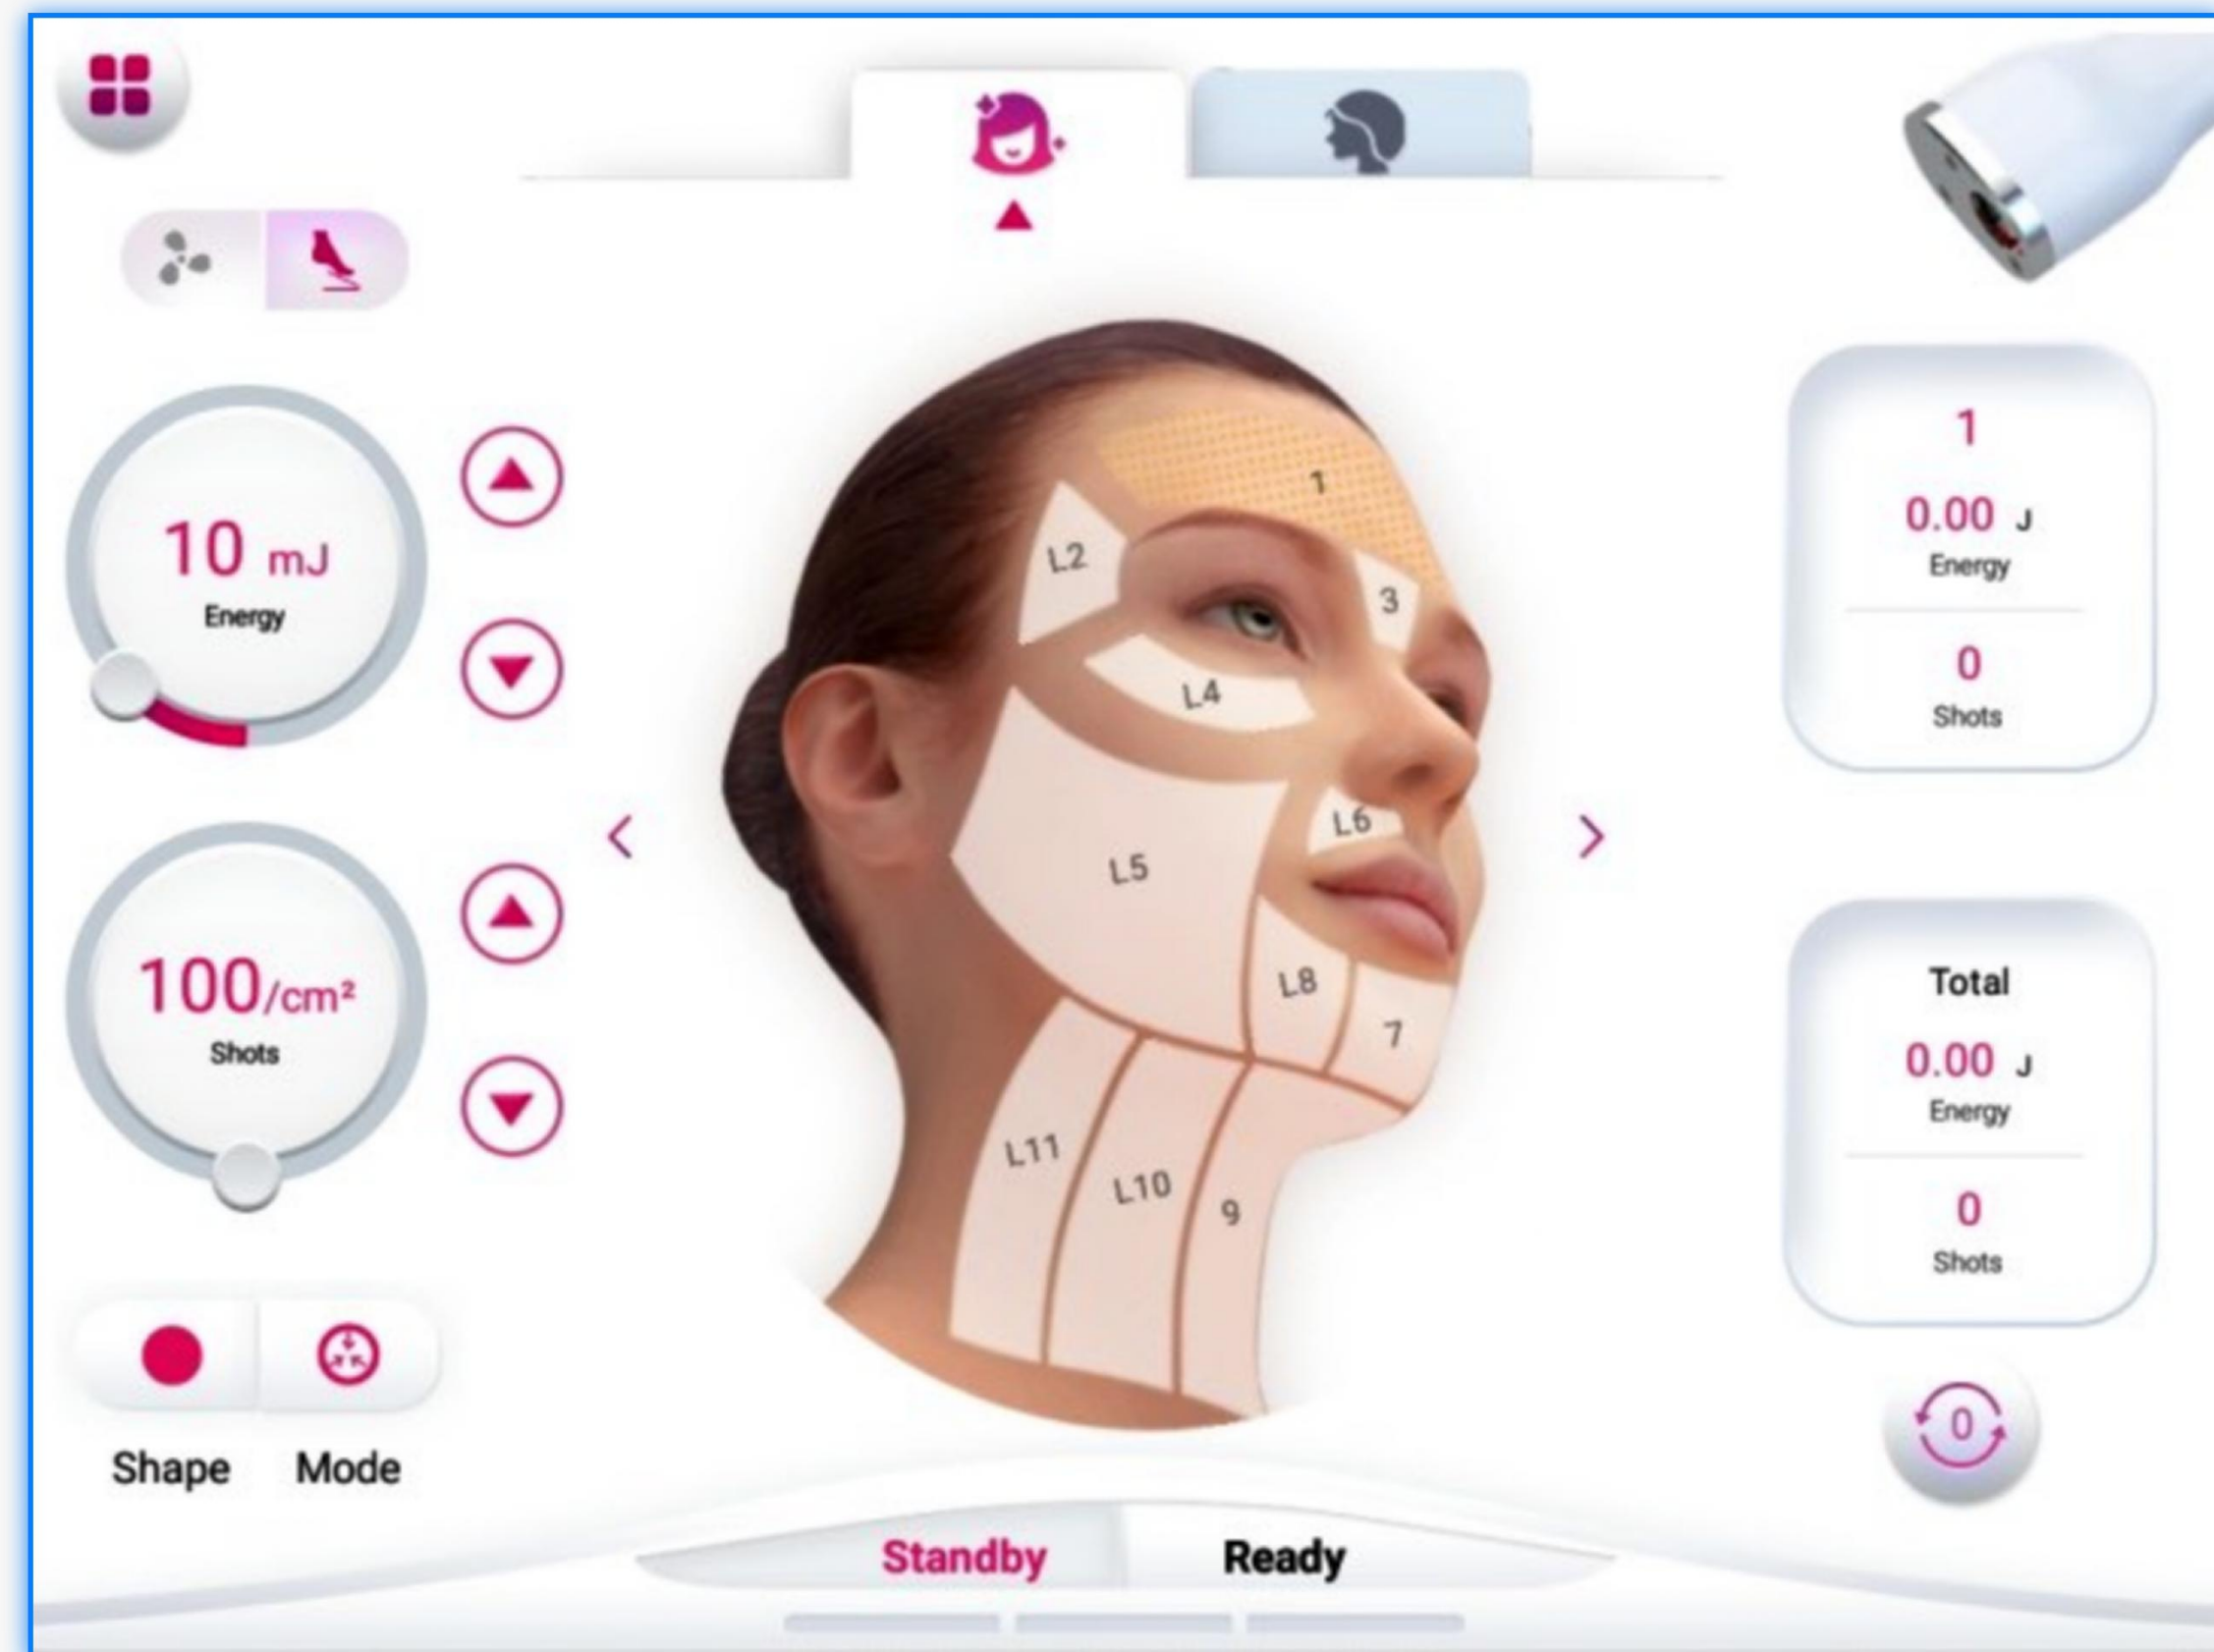 10 mJ
Energy
100/cm²
Shots
Shape
Mode
1
L2
3
L4
L6
L5
L8
7
L11
L10
9
1
0.00 J
Energy
0
Shots
Total
0.00 J
Energy
0
Shots
0
Standby
Ready